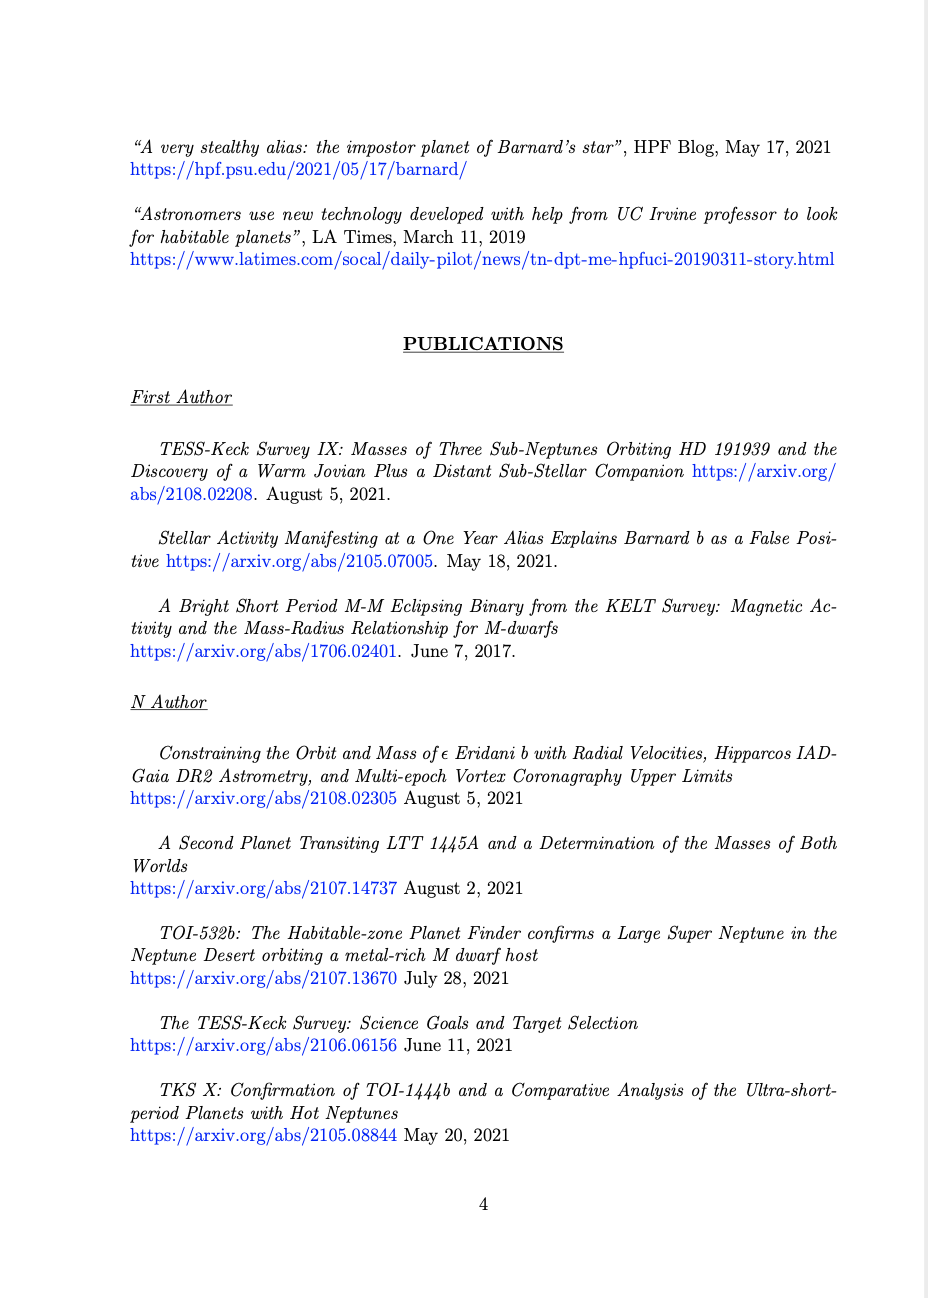 “A very stealthy alias: the impostor planet of Barnard’s star”, HPF Blog, May 17, 2021
https://hpf.psu.edu/2021/05/17/barnard/
“Astronomers use new technology developed with help from UC Irvine professor to look
for habitable planets”, LA Times, March 11, 2019
https://www.latimes.com/socal/daily-pilot/news/tn-dpt-me-hpfuci-20190311-story.html
PUBLICATIONS
First Author
TESS-Keck Survey IX: Masses of Three Sub-Neptunes Orbiting HD 191939 and the
Discovery of a Warm Jovian Plus a Distant Sub-Stellar Companion https://arxiv.org/
abs/2108.02208. August 5, 2021.
Stellar Activity Manifesting at a One Year Alias Explains Barnard b as a False Posi-
tive https://arxiv.org/abs/2105.07005. May 18, 2021.
A Bright Short Period M-M Eclipsing Binary from the KELT Survey: Magnetic Ac-
tivity and the Mass-Radius Relationship for M-dwarfs
https://arxiv.org/abs/1706.02401. June 7, 2017.
N Author
Constraining the Orbit and Mass of ϵ Eridani b with Radial Velocities, Hipparcos IAD-
Gaia DR2 Astrometry, and Multi-epoch Vortex Coronagraphy Upper Limits
https://arxiv.org/abs/2108.02305 August 5, 2021
A Second Planet Transiting LTT 1445A and a Determination of the Masses of Both
Worlds
https://arxiv.org/abs/2107.14737 August 2, 2021
TOI-532b: The Habitable-zone Planet Finder confirms a Large Super Neptune in the
Neptune Desert orbiting a metal-rich M dwarf host
https://arxiv.org/abs/2107.13670 July 28, 2021
The TESS-Keck Survey: Science Goals and Target Selection
https://arxiv.org/abs/2106.06156 June 11, 2021
TKS X: Confirmation of TOI-1444b and a Comparative Analysis of the Ultra-short-
period Planets with Hot Neptunes
https://arxiv.org/abs/2105.08844 May 20, 2021
4